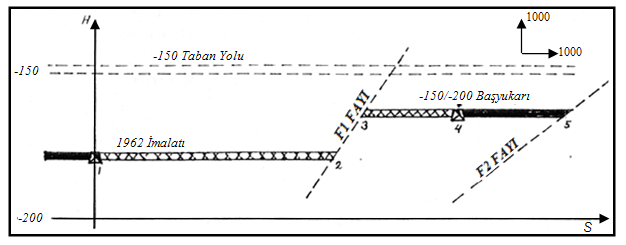 H
1000
1000
-150 Taban Yolu
-150
F1 FAYI
-150/-200 Başyukarı
3
4
5
1962 İmalatı
1
2
F2 FAYI
-200
S